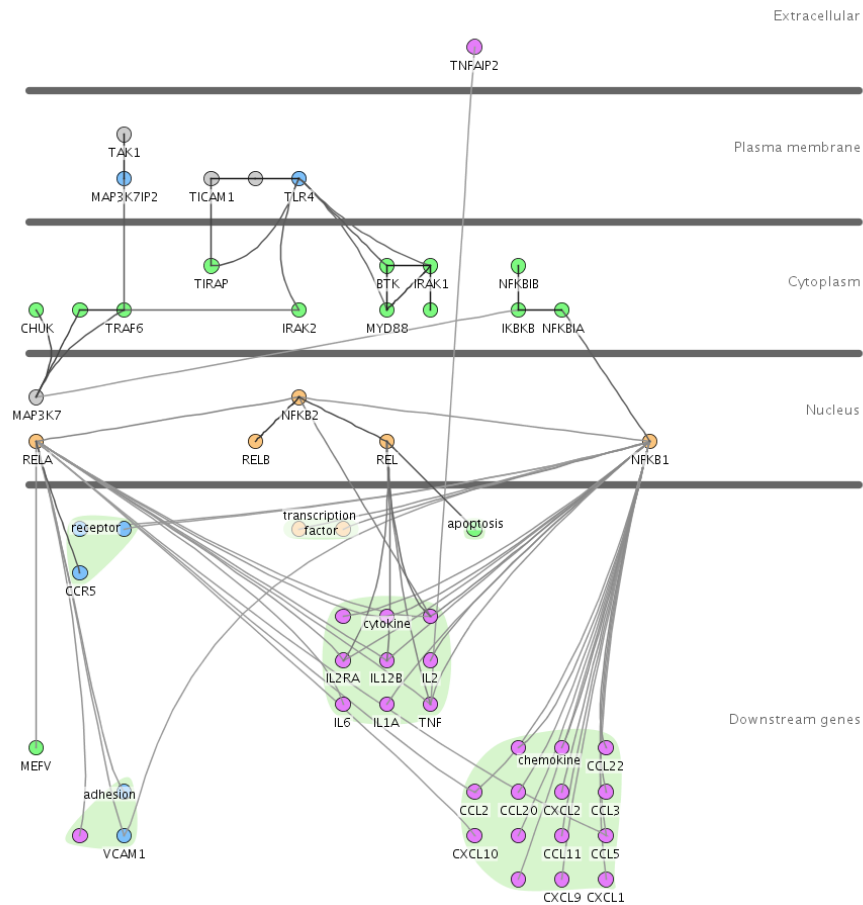 Extracellular
TNFAIP2
TAK1
Plasma membrane
MAP3K7IP2
TICAM1
TLR4
TIRAP
BTK
IRAK1
NFKBIB
Cytoplasm
CHUK
TRAF6
IRAK2
MYD88
IKBKB
NFKBIA
MAP3K7
NFKB2
Nucleus
RELA
RELB
REL
NFKB1
receptor
transcription
factor
apoptosis
CCR5
cytokine
IL2RA
IL12B
IL2
IL6
IL1A
TNF
Downstream genes
MEFV
chemokine
CCL22
adhesion
CCL2
CCL20
CXCL2
CCL3
VCAM1
CXCL10
CCL11
CCL5
CXCL9
CXCL1